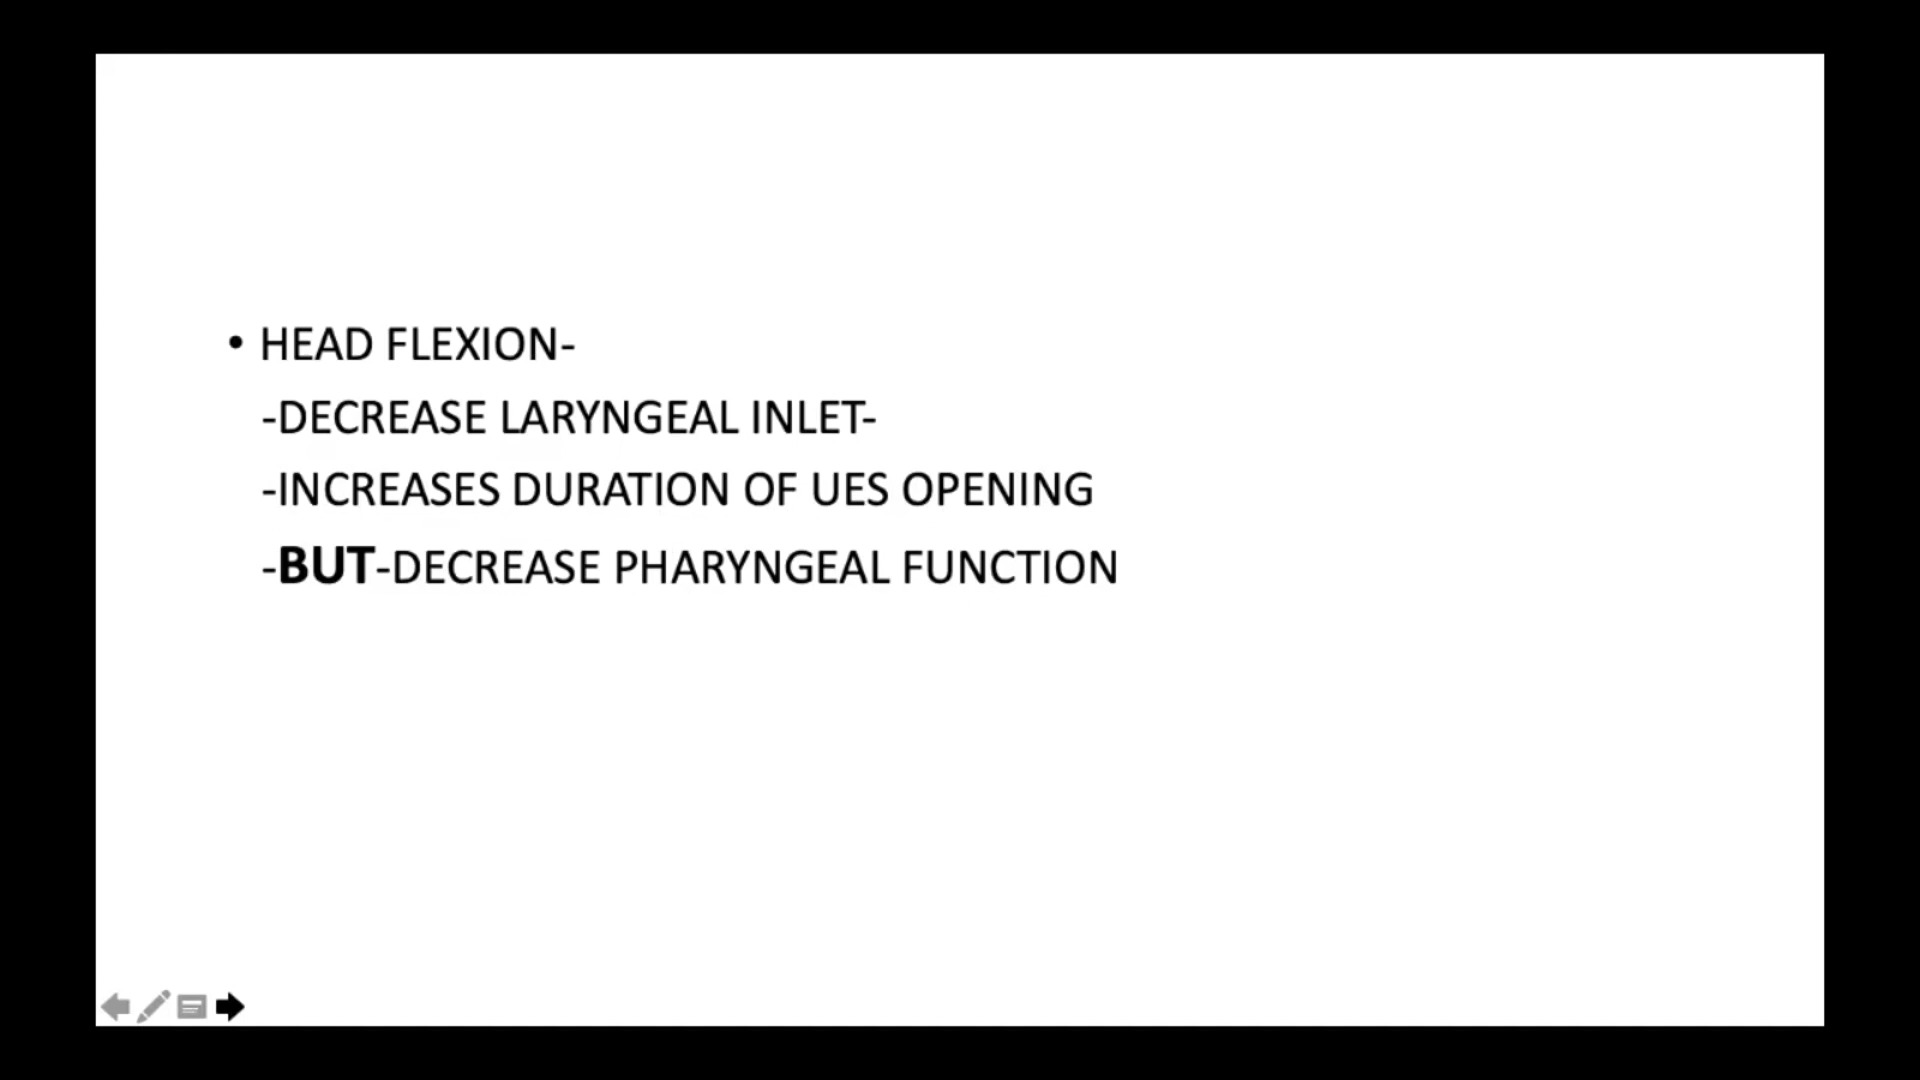 • HEAD FLEXION-
-DECREASE LARYNGEAL INLET-
-INCREASES DURATION OF UES OPENING
-BUT-DECREASE PHARYNGEAL FUNCTION